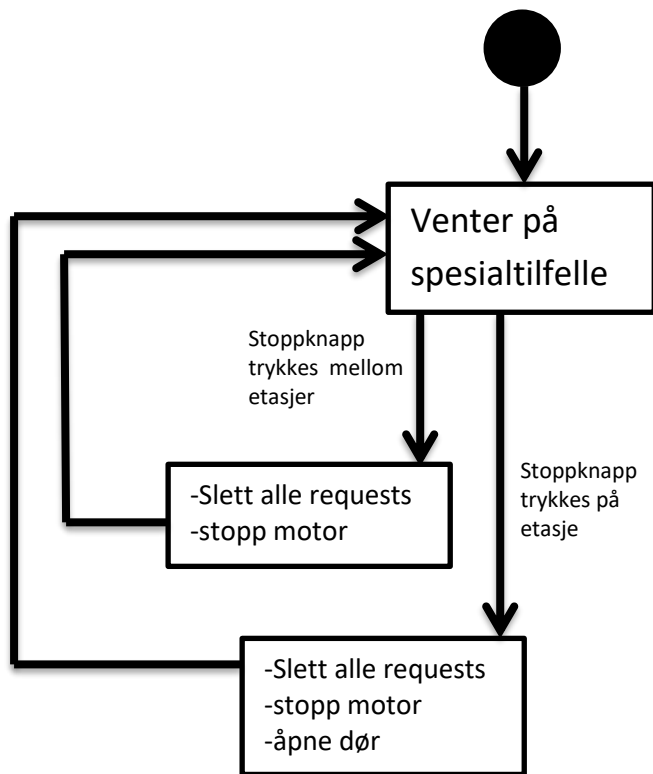 Venter på
spesialtilfelle
Stoppknapp
trykkes mellom
etasjer
-Slett alle requests
-stopp motor
Stoppknapp
trykkes på
etasje
-Slett alle requests
-stopp motor
-åpne dør